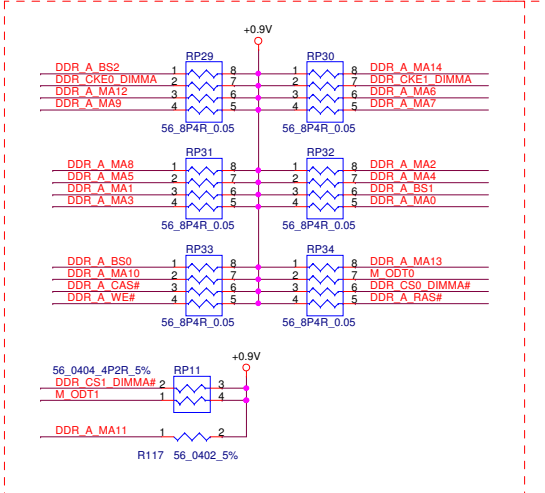 +0.9V
RP29 RP30
DDR_A_BS2 1 8 1 8 DDR_A_MA14
DDR_CKE0_DIMMA 2 7 2 7 DDR_CKE1_DIMMA
DDR_A_MA12 3 6 3 6 DDR_A_MA6
DDR_A_MA9 4 5 4 5 DDR_A_MA7
56_8P4R_0.05 56_8P4R_0.05
RP31 RP32
DDR_A_MA8 1 8 1 8 DDR_A_MA2
DDR_A_MA5 2 7 2 7 DDR_A_MA4
DDR_A_MA1 3 6 3 6 DDR_A_BS1
DDR_A_MA3 4 5 4 5 DDR_A_MA0
56_8P4R_0.05 56_8P4R_0.05
RP33 RP34
DDR_A_BS0 1 8 1 8 DDR_A_MA13
DDR_A_MA10 2 7 2 7 M_ODT0
DDR_A_CAS# 3 6 3 6 DDR_CS0_DIMMA#
DDR_A_WE# 4 5 4 5 DDR_A_RAS#
56_8P4R_0.05 56_8P4R_0.05
+0.9V
56_0404_4P2R_5% RP11
DDR_CS1_DIMMA# 2 3
M_ODT1 1 4
DDR_A_MA11 1 2
R117 56_0402_5%